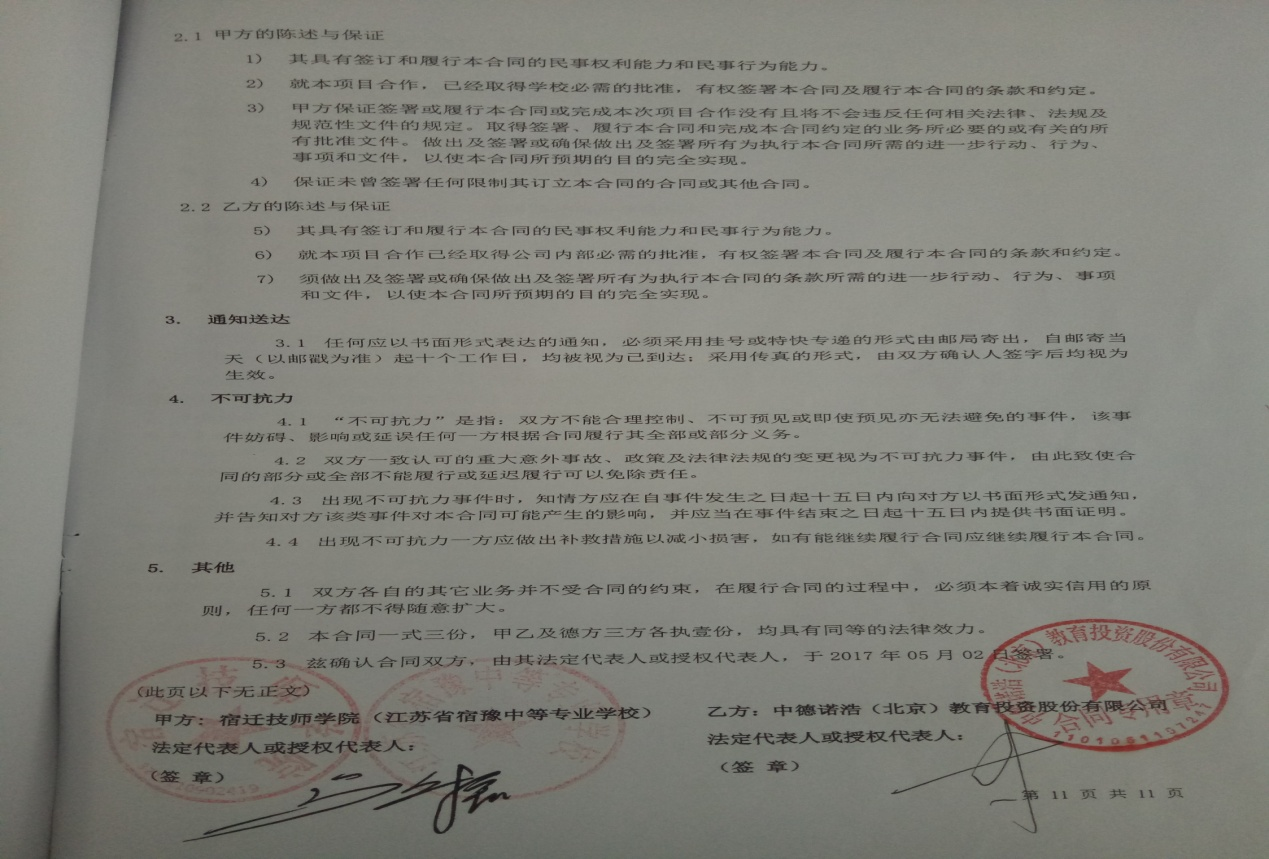 2.1 甲方的陈述与保证
1) 其具有签订和履行本合同的民事权利能力和民事行为能力。
2) 就本项目合作，已经取得学校必需的批准，有权签署本合同及履行本合同的条款和约定。
3) 甲方保证签署或履行本合同或完成本次项目合作没有且将不会违反任何相关法律、法规及
规范性文件的规定。取得签署、履行本合同和完成本合同约定的业务所必要的或有关的所
有批准文件。做出及签署或确保做出及签署所有为执行本合同所需的进一步行动、行为、
事项和文件，以使本合同所预期的目的完全实现。
4) 保证未曾签署任何限制其订立本合同的合同或其他合同。
2.2 乙方的陈述与保证
5) 其具有签订和履行本合同的民事权利能力和民事行为能力。
6) 就本项目合作已经取得公司内部必需的批准，有权签署本合同及履行本合同的条款和约定。
7) 须做出及签署或确保做出及签署所有为执行本合同的条款所需的进一步行动、行为、事项
和文件，以使本合同所预期的目的完全实现。
3. 通知送达
3.1 任何应以书面形式表达的通知，必须采用挂号或特快专递的形式由邮局寄出，自邮寄当
天（以邮戳为准）起十个工作日，均被视为已到达；采用传真的形式，由双方确认人签字后均视为
生效。
4. 不可抗力
4.1 “不可抗力”是指：双方不能合理控制、不可预见或即使预见亦无法避免的事件，该事
件妨碍、影响或延误任何一方根据合同履行其全部或部分义务。
4.2 双方一致认可的重大意外事故、政策及法律法规的变更视为不可抗力事件，由此致使合
同的部分或全部不能履行或延迟履行可以免除责任。
4.3 出现不可抗力事件时，知情方应在自事件发生之日起十五日内向对方以书面形式发通知，
并告知对方该类事件对本合同可能产生的影响，并应当在事件结束之日起十五日内提供书面证明。
4.4 出现不可抗力一方应做出补救措施以减小损害，如有能继续履行合同应继续履行本合同。
5. 其他
5.1 双方各自的其它业务并不受合同的约束，在履行合同的过程中，必须本着诚实信用的原
则，任何一方都不得随意扩大。
5.2 本合同一式三份，甲乙及德方三方各执壹份，均具有同等的法律效力。
5.3 兹确认合同双方，由其法定代表人或授权代表人，于 2017 年 05 月 02 日签署。
(此页以下无正文)
甲方：宿迁技师学院（江苏省宿豫中等专业学校）
法定代表人或授权代表人：
（签 章）
乙方：中德诺浩（北京）教育投资股份有限公司
法定代表人或授权代表人：
（签 章）
教育投资股份有限公司
合同专用章
第 11 页 共 11 页